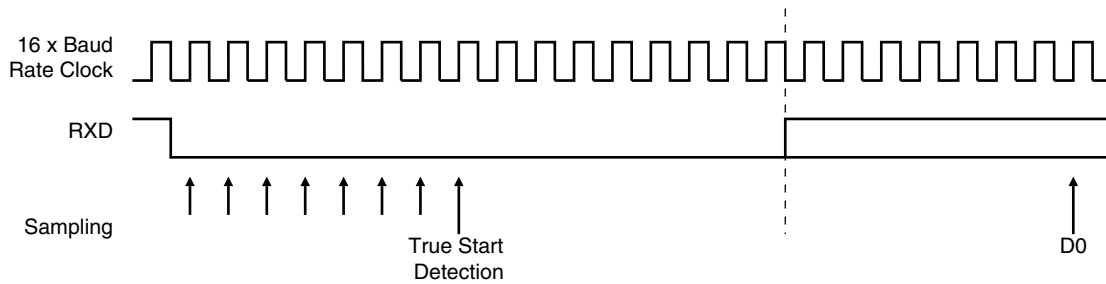 16 x Baud
Rate Clock
RXD
Sampling
True Start
Detection
D0